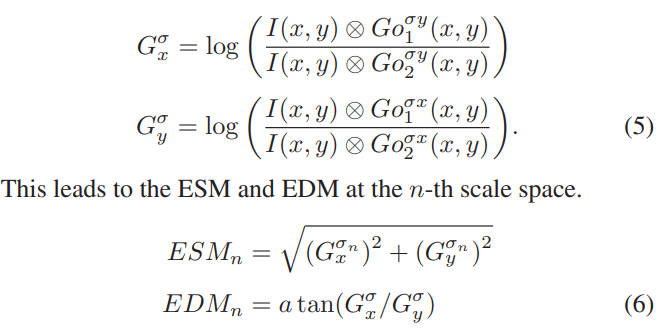 G_x^σ = log ( I(x, y) ⊗ Go_1^{σy}(x, y) / I(x, y) ⊗ Go_2^{σy}(x, y) )
G_y^σ = log ( I(x, y) ⊗ Go_1^{σx}(x, y) / I(x, y) ⊗ Go_2^{σx}(x, y) ). (5)
This leads to the ESM and EDM at the n-th scale space.
ESM_n = √( (G_x^{σ_n})^2 + (G_y^{σ_n})^2 )
EDM_n = a tan(G_x^σ/G_y^σ) (6)